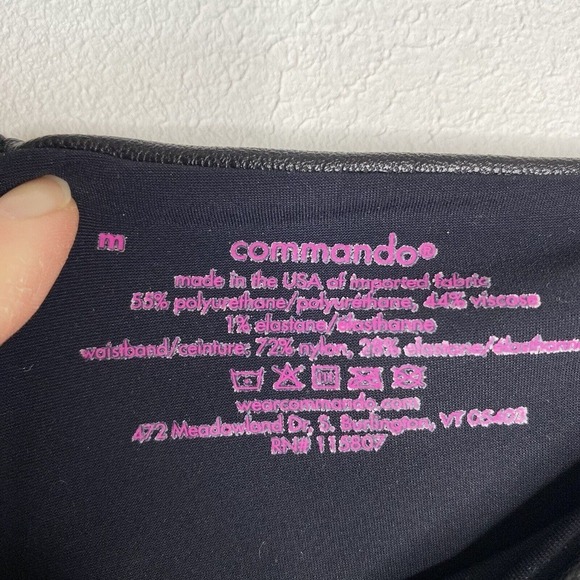 m
commando®
made in the USA of imported fabric
55% polyurethane/polyuréthane, 44% viscose
1% elastane/élasthanne
waistband/ceinture: 72% nylon, 28% elastane/élasthanne
wearcommando.com
472 Meadowland Dr, S. Burlington, VT 05403
RN# 115807